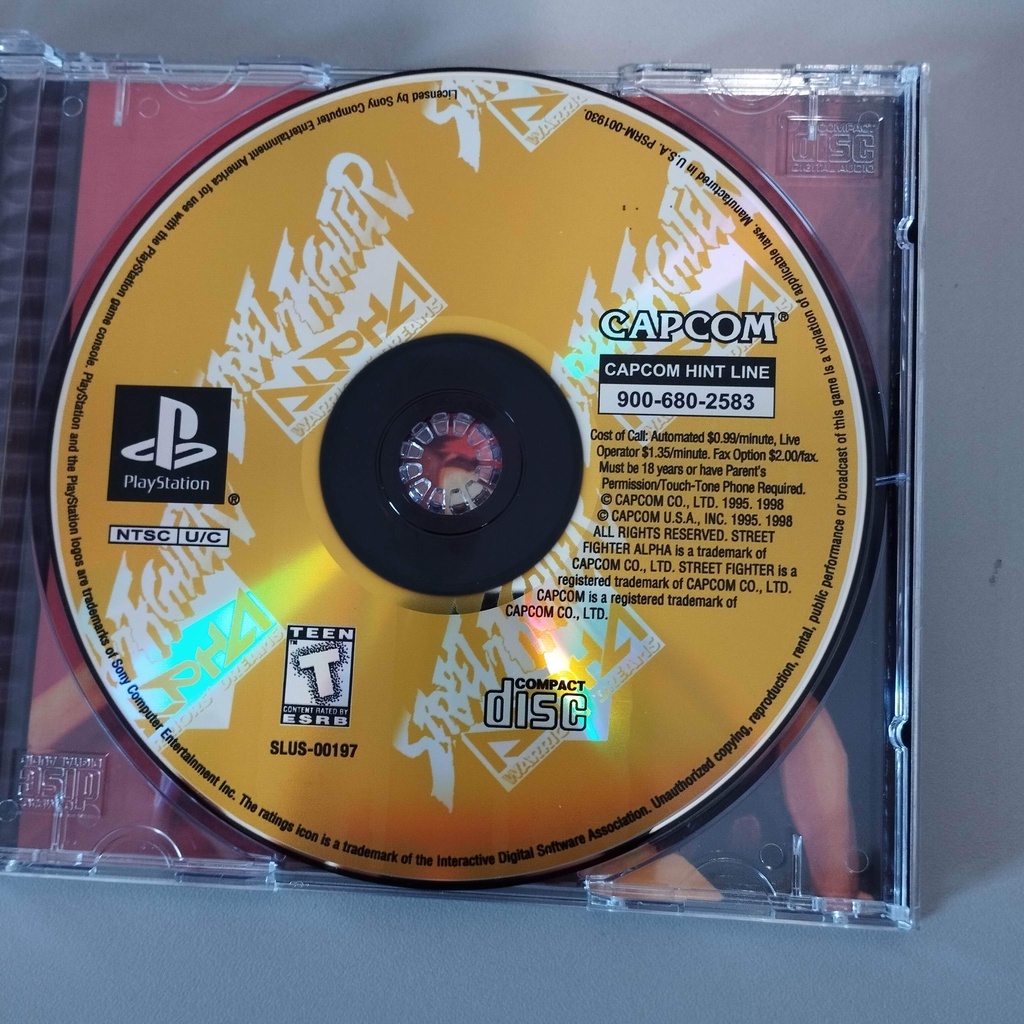 Licensed by Sony Computer Entertainment America for use with the PlayStation game console. PlayStation and the PlayStation logos are trademarks of Sony Computer Entertainment Inc. The ratings icon is a trademark of the Interactive Digital Snftware Association. Unauthorized copying, reproduction, rental, public performance or broadcast of this game is a violation of applicable laws. Manufactured in U.S.A. PSRM-001930.
STREET FIGHTER
ALPHA
WARRIORS' DREAMS
STREET FIGHTER
CAPCOM®
CAPCOM HINT LINE
900-680-2583
Cost of Call: Automated $0.99/minute, Live
Operator $1.35/minute. Fax Option $2.00/fax.
Must be 18 years or have Parent's
Permission/Touch-Tone Phone Required.
© CAPCOM CO., LTD. 1995. 1998
© CAPCOM U.S.A., INC. 1995. 1998
ALL RIGHTS RESERVED. STREET
FIGHTER ALPHA is a trademark of
CAPCOM CO., LTD. STREET FIGHTER is a
registered trademark of CAPCOM CO., LTD.
CAPCOM is a registered trademark of
CAPCOM CO., LTD.
PlayStation®
NTSC U/C
TEEN
T
CONTENT RATED BY
ESRB
SLUS-00197
COMPACT
disc
COMPACT
disc
DIGITAL AUDIO